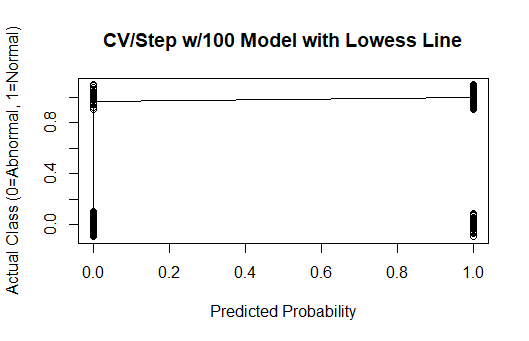 CV/Step w/100 Model with Lowess Line
Actual Class (0=Abnormal, 1=Normal)
0.8
0.4
0.0
0.0 0.2 0.4 0.6 0.8 1.0
Predicted Probability